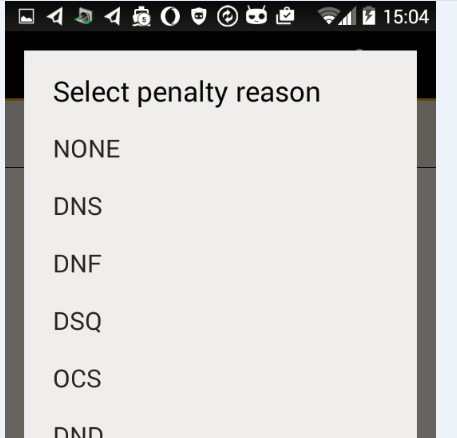 15:04
Select penalty reason
NONE
DNS
DNF
DSQ
OCS